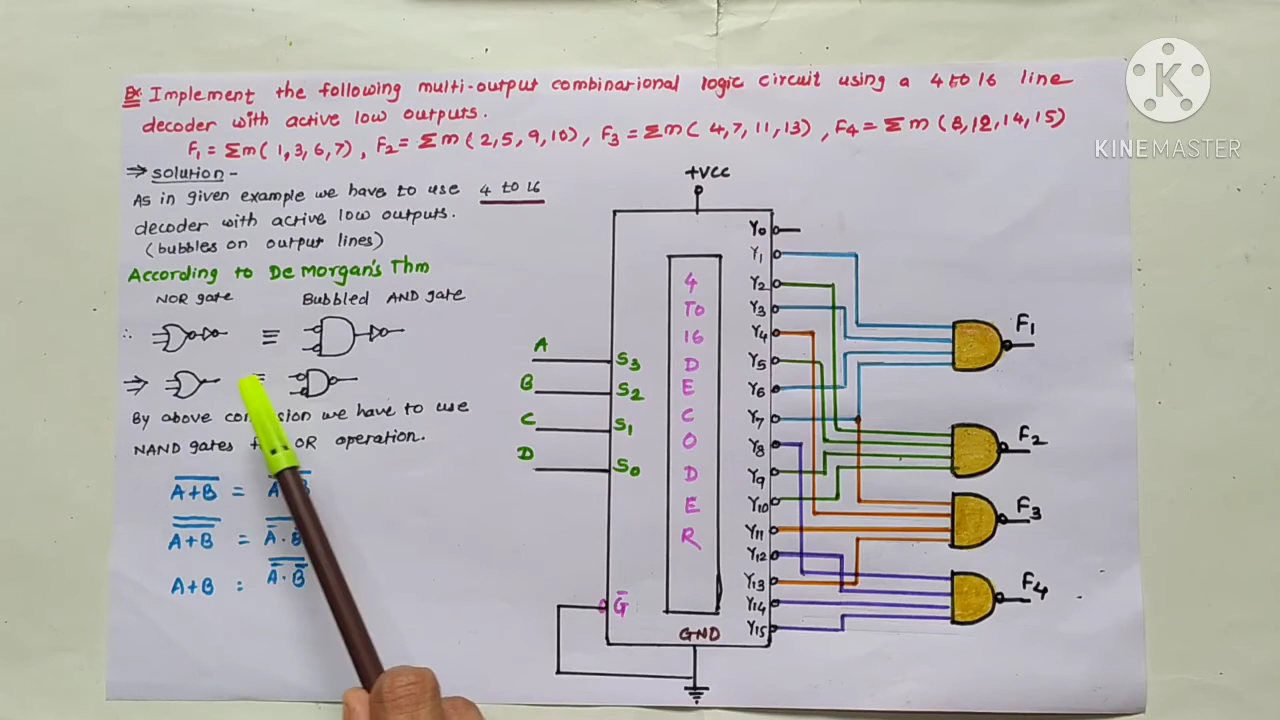 Ex: Implement the following multi-output combinarional logic circuit using a 4 to 16 line
decoder with active low outputs.
F1 = Σm( 1, 3, 6, 7) , F2 = Σm( 2, 5, 9, 10) , F3 = Σm( 4, 7, 11, 13) , F4 = Σm( 8, 12, 14, 15)
⇒ solution -
As in given example we have to use 4 to 16
decoder with active low outputs.
(bubbles on output lines)
According to De Morgan's Thm
NOR gate Bubbled AND gate
∴ ≡
⇒ ≡
By above we have to use
NAND gates OR operation.
A̅+̅B̅ =
A+B =
A+B = 
+VCC
A
B
C
D
S3
S2
S1
S0
G̅
4
TO
16
D
E
C
O
D
E
R
GND
Y0
Y1
Y2
Y3
Y4
Y5
Y6
Y7
Y8
Y9
Y10
Y11
Y12
Y13
Y14
Y15
F1
F2
F3
F4
K
KINEMASTER